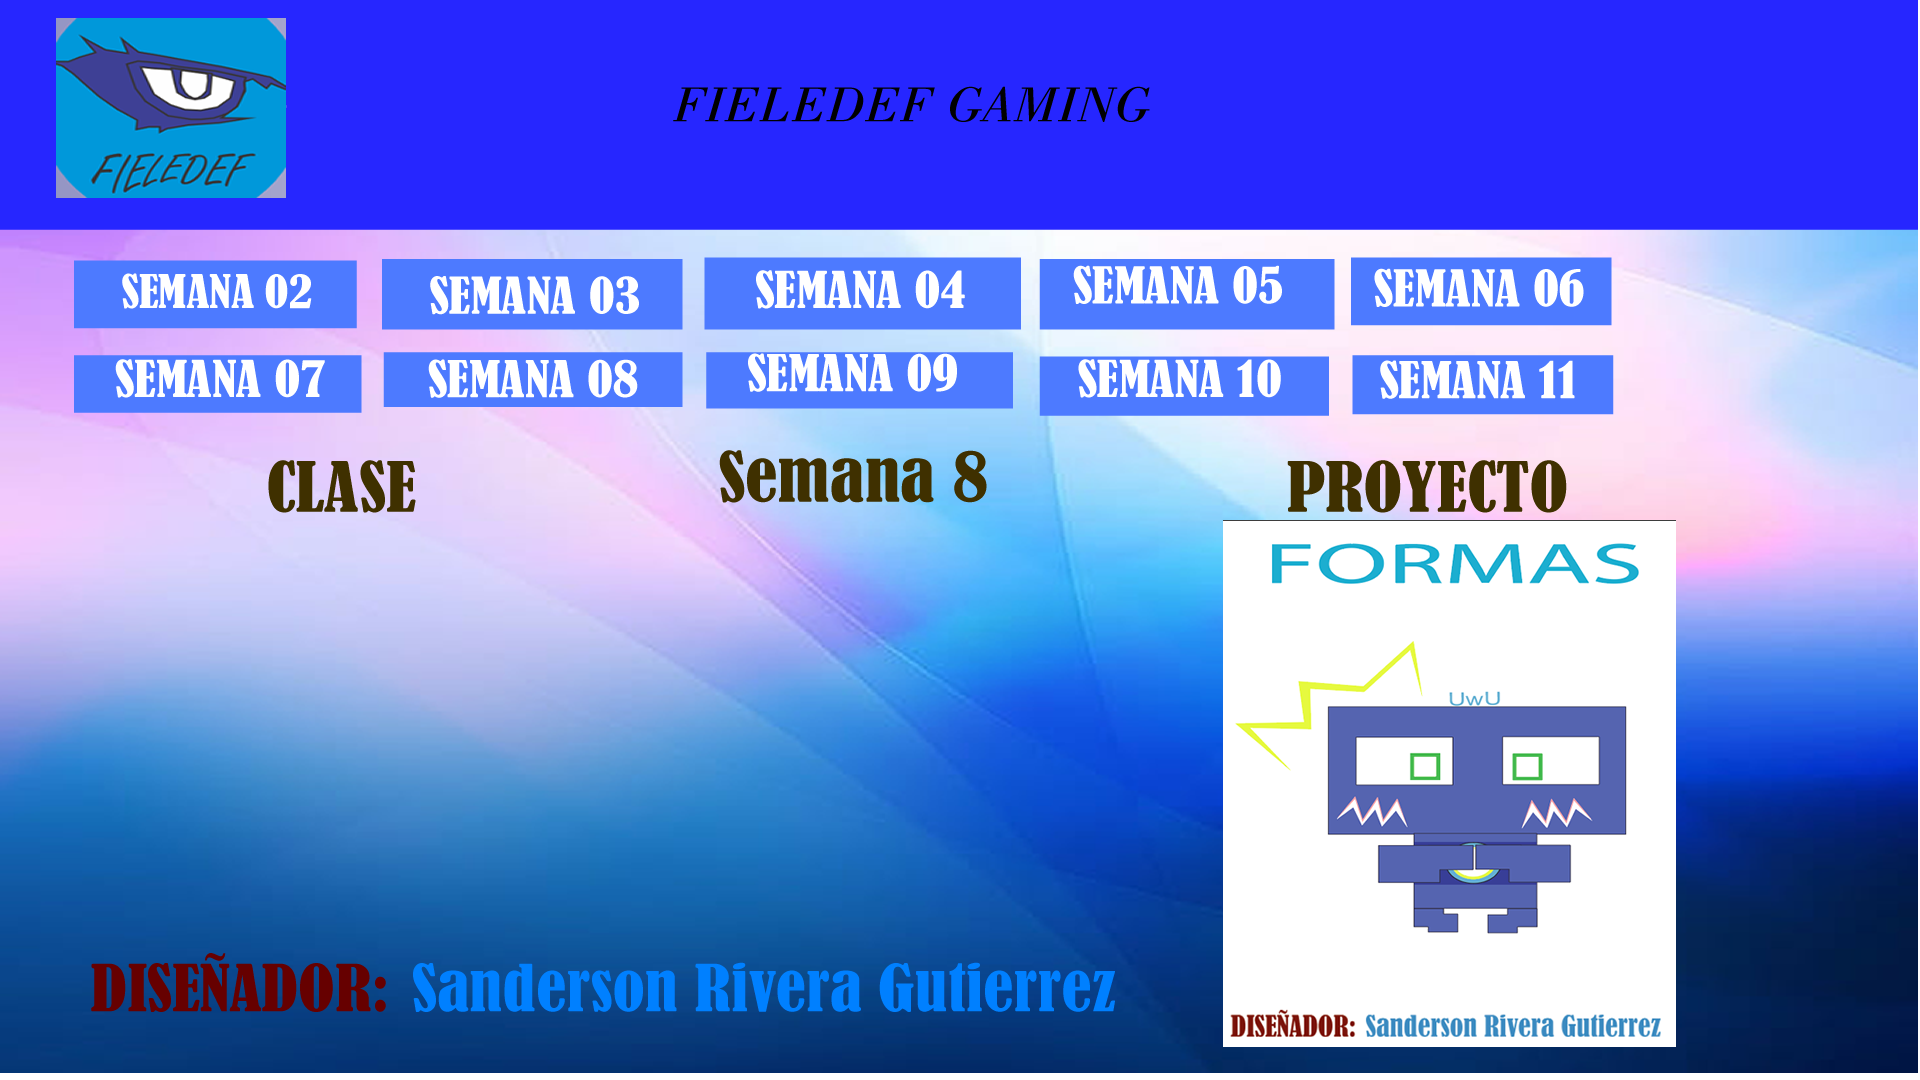 FIELEDEF
FIELEDEF GAMING
SEMANA 02
SEMANA 03
SEMANA 04
SEMANA 05
SEMANA 06
SEMANA 07
SEMANA 08
SEMANA 09
SEMANA 10
SEMANA 11
CLASE
Semana 8
PROYECTO
FORMAS
UwU
DISEÑADOR: Sanderson Rivera Gutierrez
DISEÑADOR: Sanderson Rivera Gutierrez